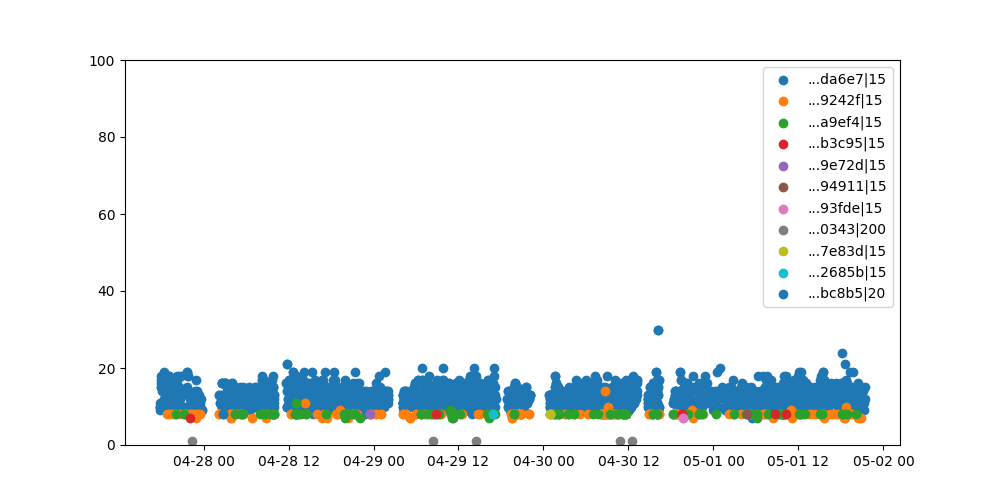 100
80
60
40
20
0
04-28 00
04-28 12
04-29 00
04-29 12
04-30 00
04-30 12
05-01 00
05-01 12
05-02 00
...da6e7|15
...9242f|15
...a9ef4|15
...b3c95|15
...9e72d|15
...94911|15
...93fde|15
...0343|200
...7e83d|15
...2685b|15
...bc8b5|20